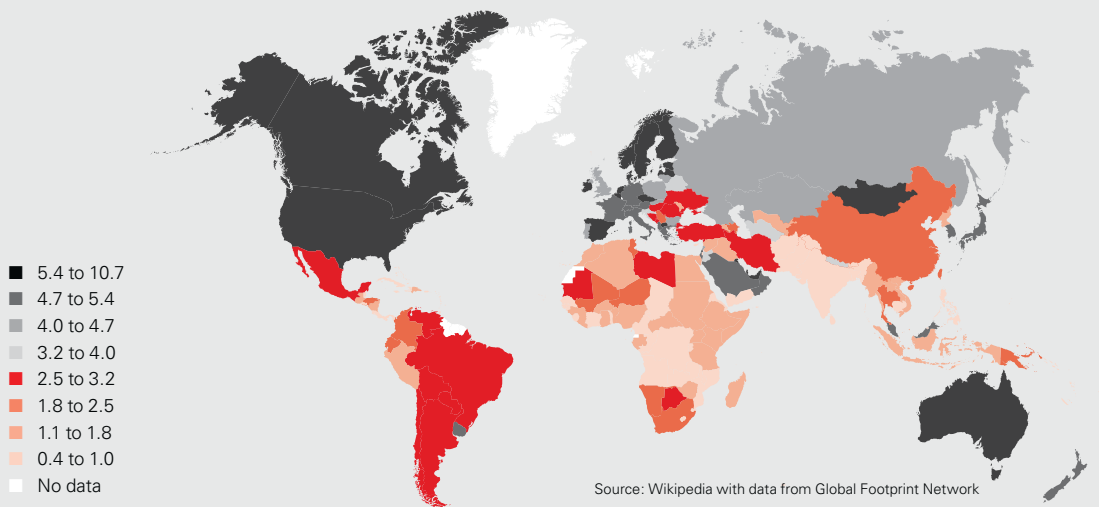 5.4 to 10.7
4.7 to 5.4
4.0 to 4.7
3.2 to 4.0
2.5 to 3.2
1.8 to 2.5
1.1 to 1.8
0.4 to 1.0
No data
Source: Wikipedia with data from Global Footprint Network